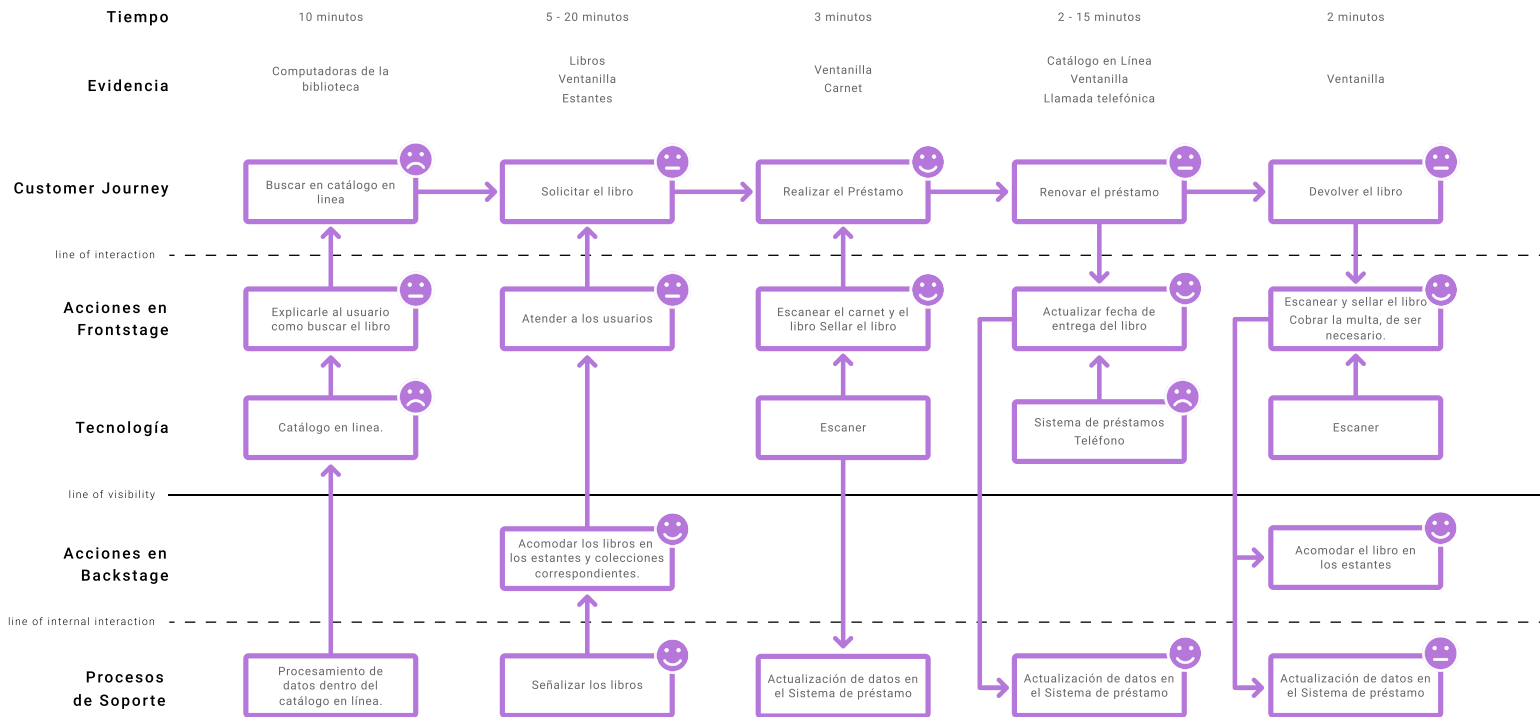 Tiempo
10 minutos
5 - 20 minutos
3 minutos
2 - 15 minutos
2 minutos
Evidencia
Computadoras de la
biblioteca
Libros
Ventanilla
Estantes
Ventanilla
Carnet
Catálogo en Línea
Ventanilla
Llamada telefónica
Ventanilla
Customer Journey
Buscar en catálogo en
linea
Solicitar el libro
Realizar el Préstamo
Renovar el préstamo
Devolver el libro
line of interaction
Acciones en
Frontstage
Explicarle al usuario
como buscar el libro
Atender a los usuarios
Escanear el carnet y el
libro Sellar el libro
Actualizar fecha de
entrega del libro
Escanear y sellar el libro
Cobrar la multa, de ser
necesario.
Tecnología
Catálogo en linea.
Escaner
Sistema de préstamos
Teléfono
Escaner
line of visibility
Acciones en
Backstage
Acomodar los libros en
los estantes y colecciones
correspondientes.
Acomodar el libro en
los estantes
line of internal interaction
Procesos
de Soporte
Procesamiento de
datos dentro del
catálogo en línea.
Señalizar los libros
Actualización de datos en
el Sistema de préstamo
Actualización de datos en
el Sistema de préstamo
Actualización de datos en
el Sistema de préstamo